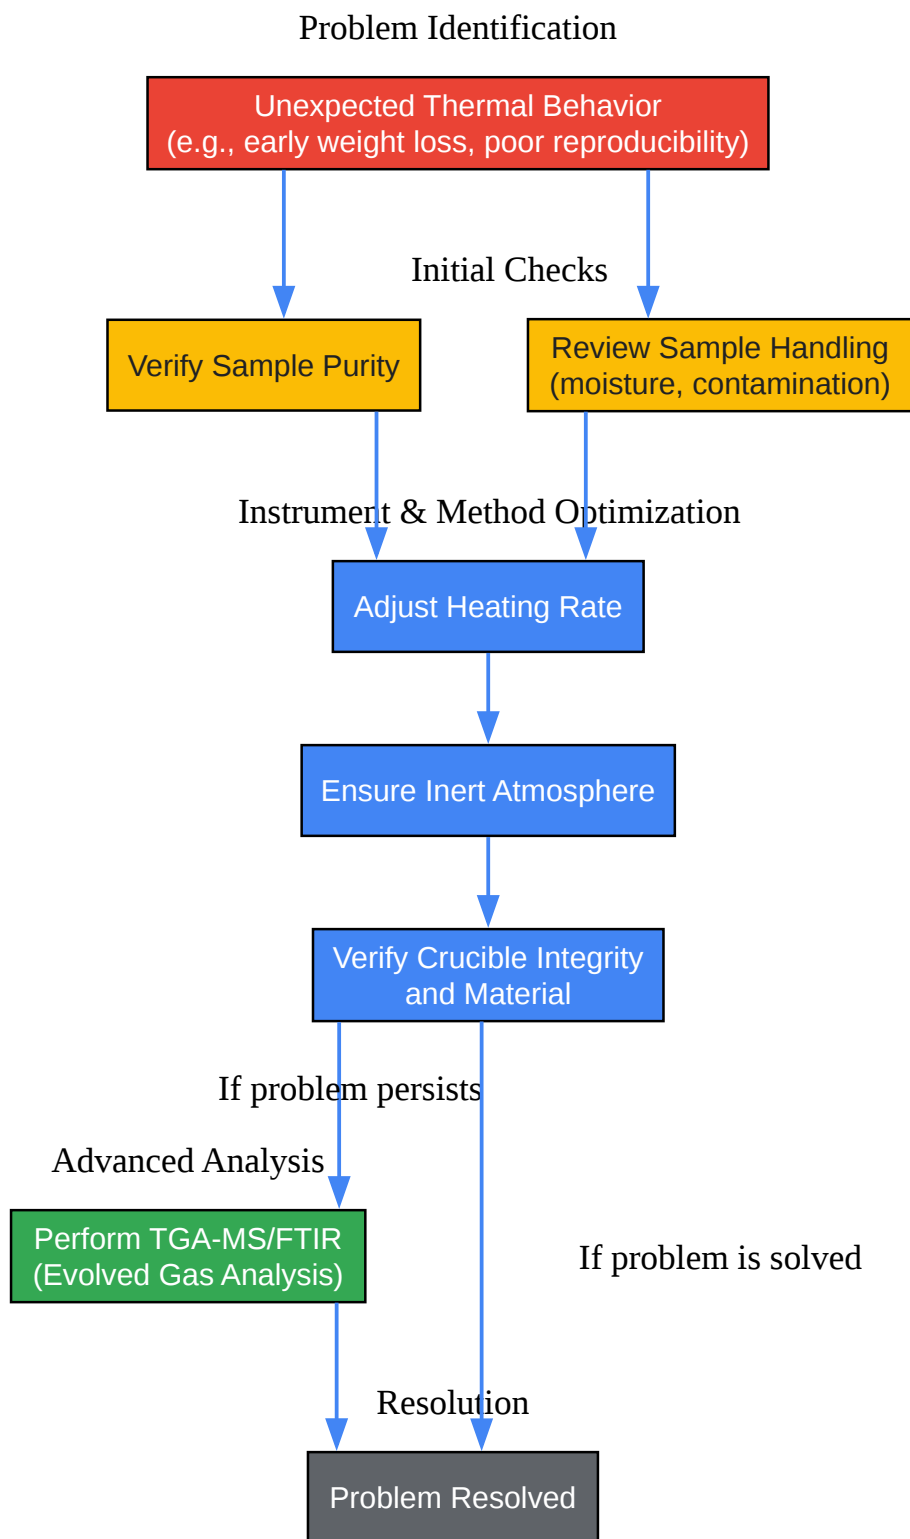 Problem Identification
Unexpected Thermal Behavior
(e.g., early weight loss, poor reproducibility)
Initial Checks
Verify Sample Purity
Review Sample Handling
(moisture, contamination)
Instrument & Method Optimization
Adjust Heating Rate
Ensure Inert Atmosphere
Verify Crucible Integrity
and Material
If problem persists
Advanced Analysis
Perform TGA-MS/FTIR
(Evolved Gas Analysis)
If problem is solved
Resolution
Problem Resolved